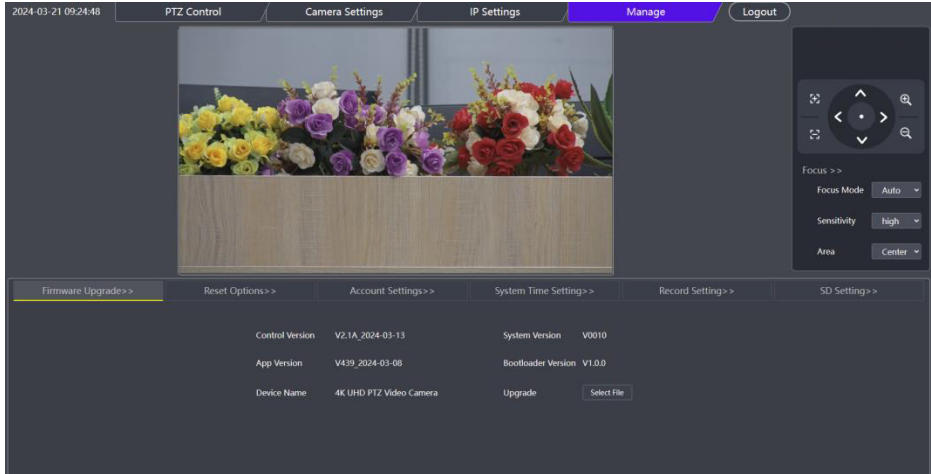 2024-03-21 09:24:48 PTZ Control Camera Settings IP Settings Manage Logout
Focus >>
Focus Mode Auto
Sensitivity high
Area Center
Firmware Upgrade>> Reset Options>> Account Settings>> System Time Setting>> Record Setting>> SD Setting>>
Control Version V2.1A_2024-03-13 System Version V0010
App Version V439_2024-03-08 Bootloader Version V1.0.0
Device Name 4K UHD PTZ Video Camera Upgrade Select File